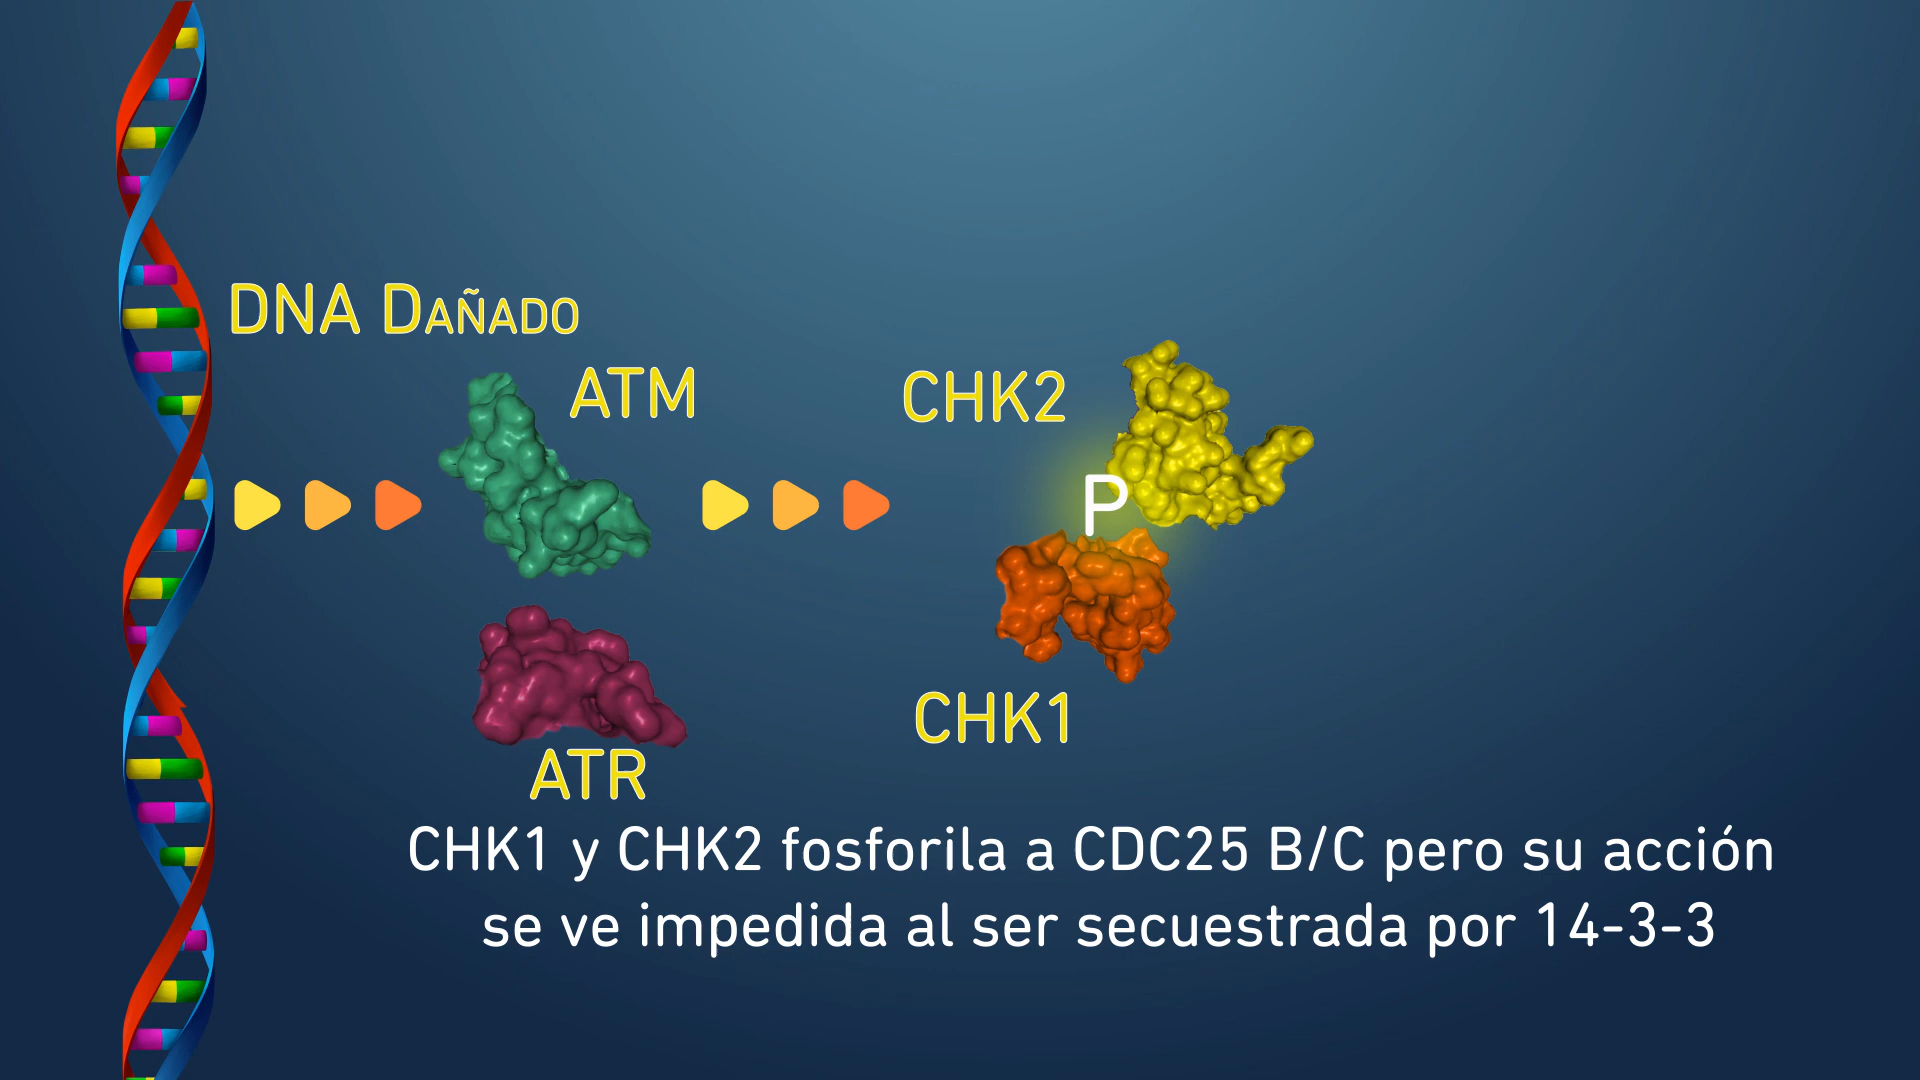 DNA DAÑADO
ATM
CHK2
P
CHK1
ATR
CHK1 y CHK2 fosforila a CDC25 B/C pero su acción
se ve impedida al ser secuestrada por 14-3-3